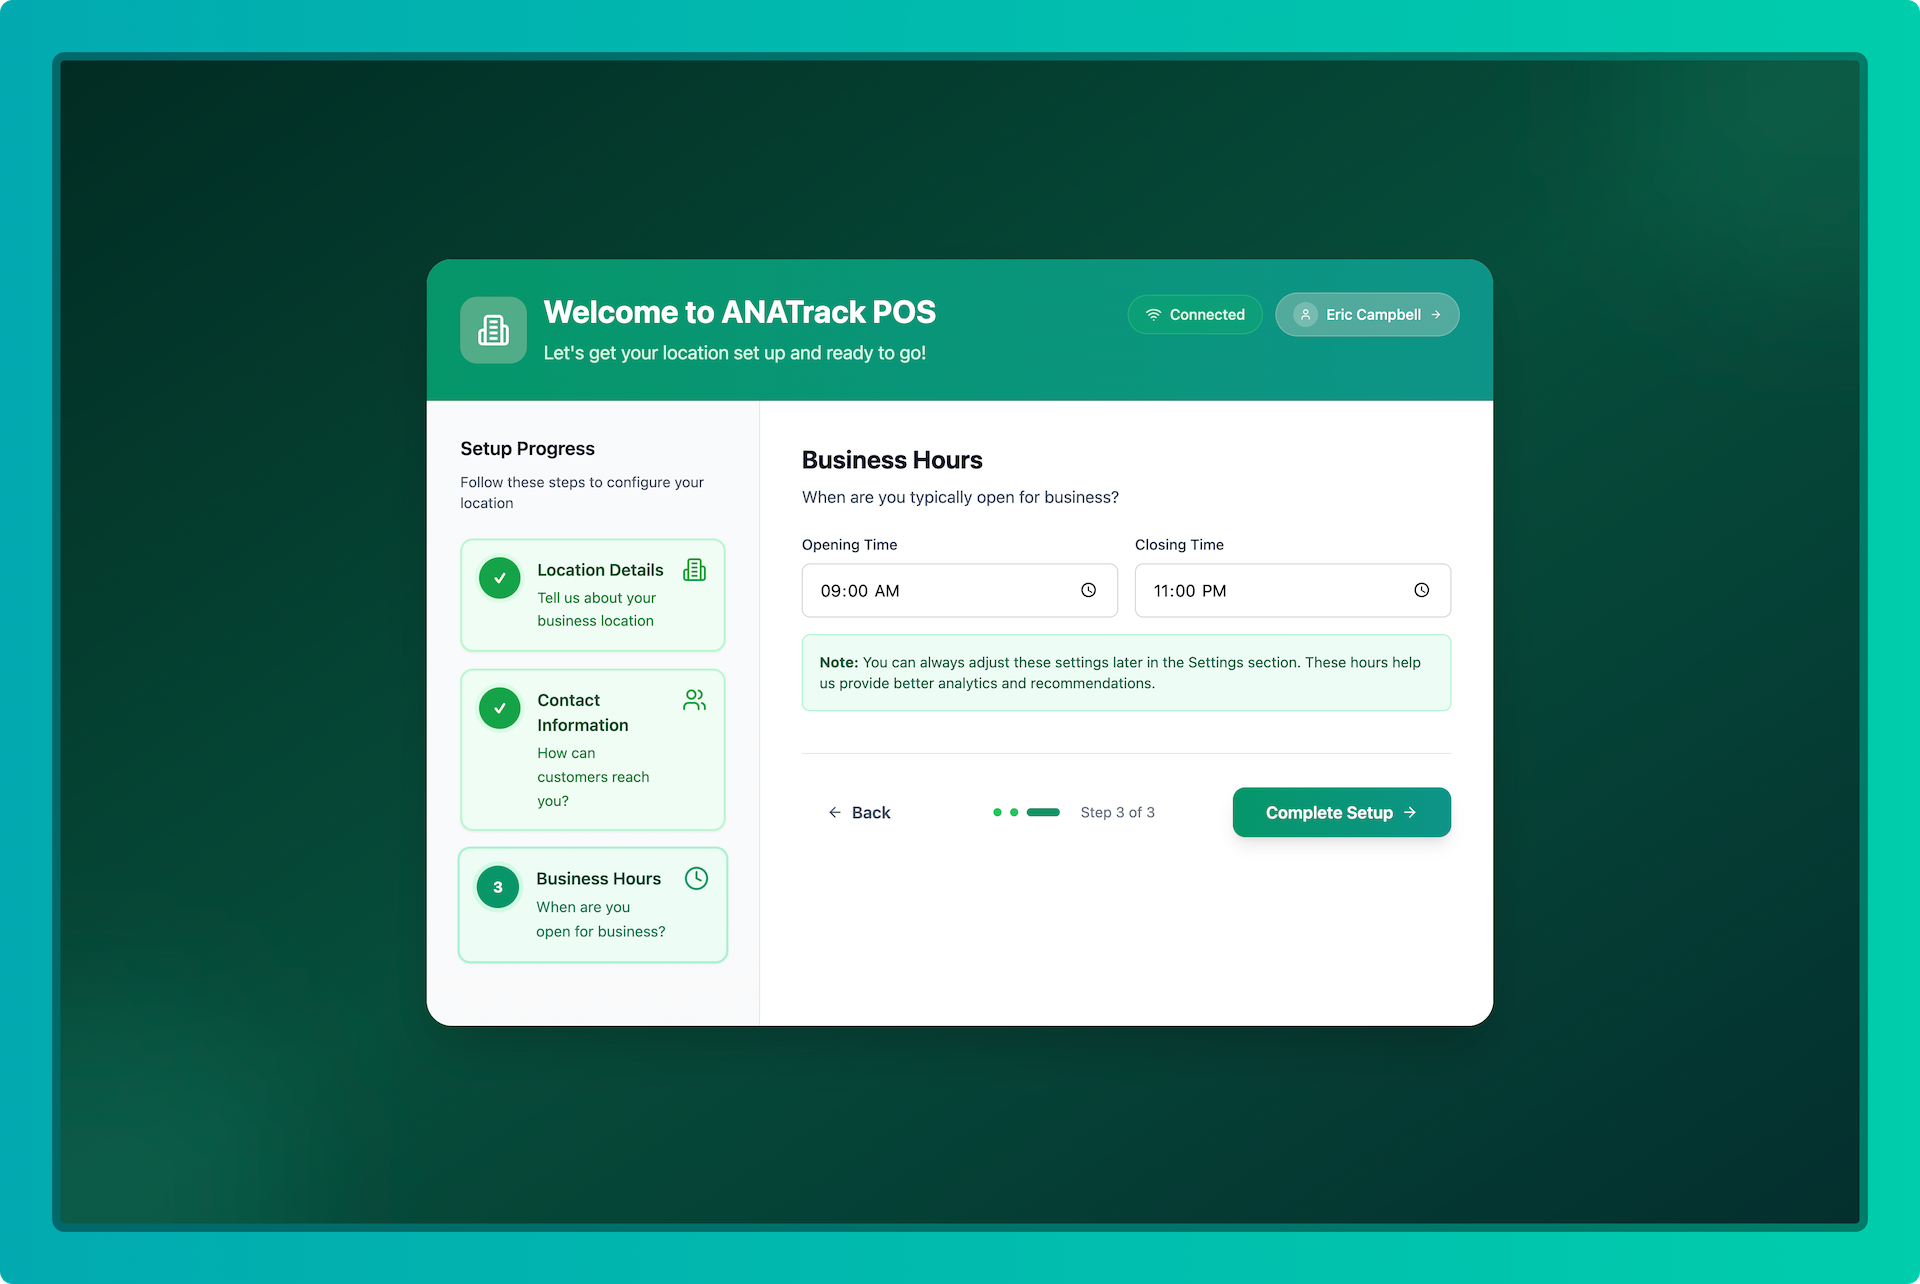 Welcome to ANATrack POS
Let's get your location set up and ready to go!
Connected
Eric Campbell
Setup Progress
Follow these steps to configure your
location
Location Details
Tell us about your
business location
Contact
Information
How can
customers reach
you?
3
Business Hours
When are you
open for business?
Business Hours
When are you typically open for business?
Opening Time
Closing Time
09:00 AM
11:00 PM
Note: You can always adjust these settings later in the Settings section. These hours help
us provide better analytics and recommendations.
Back
Step 3 of 3
Complete Setup